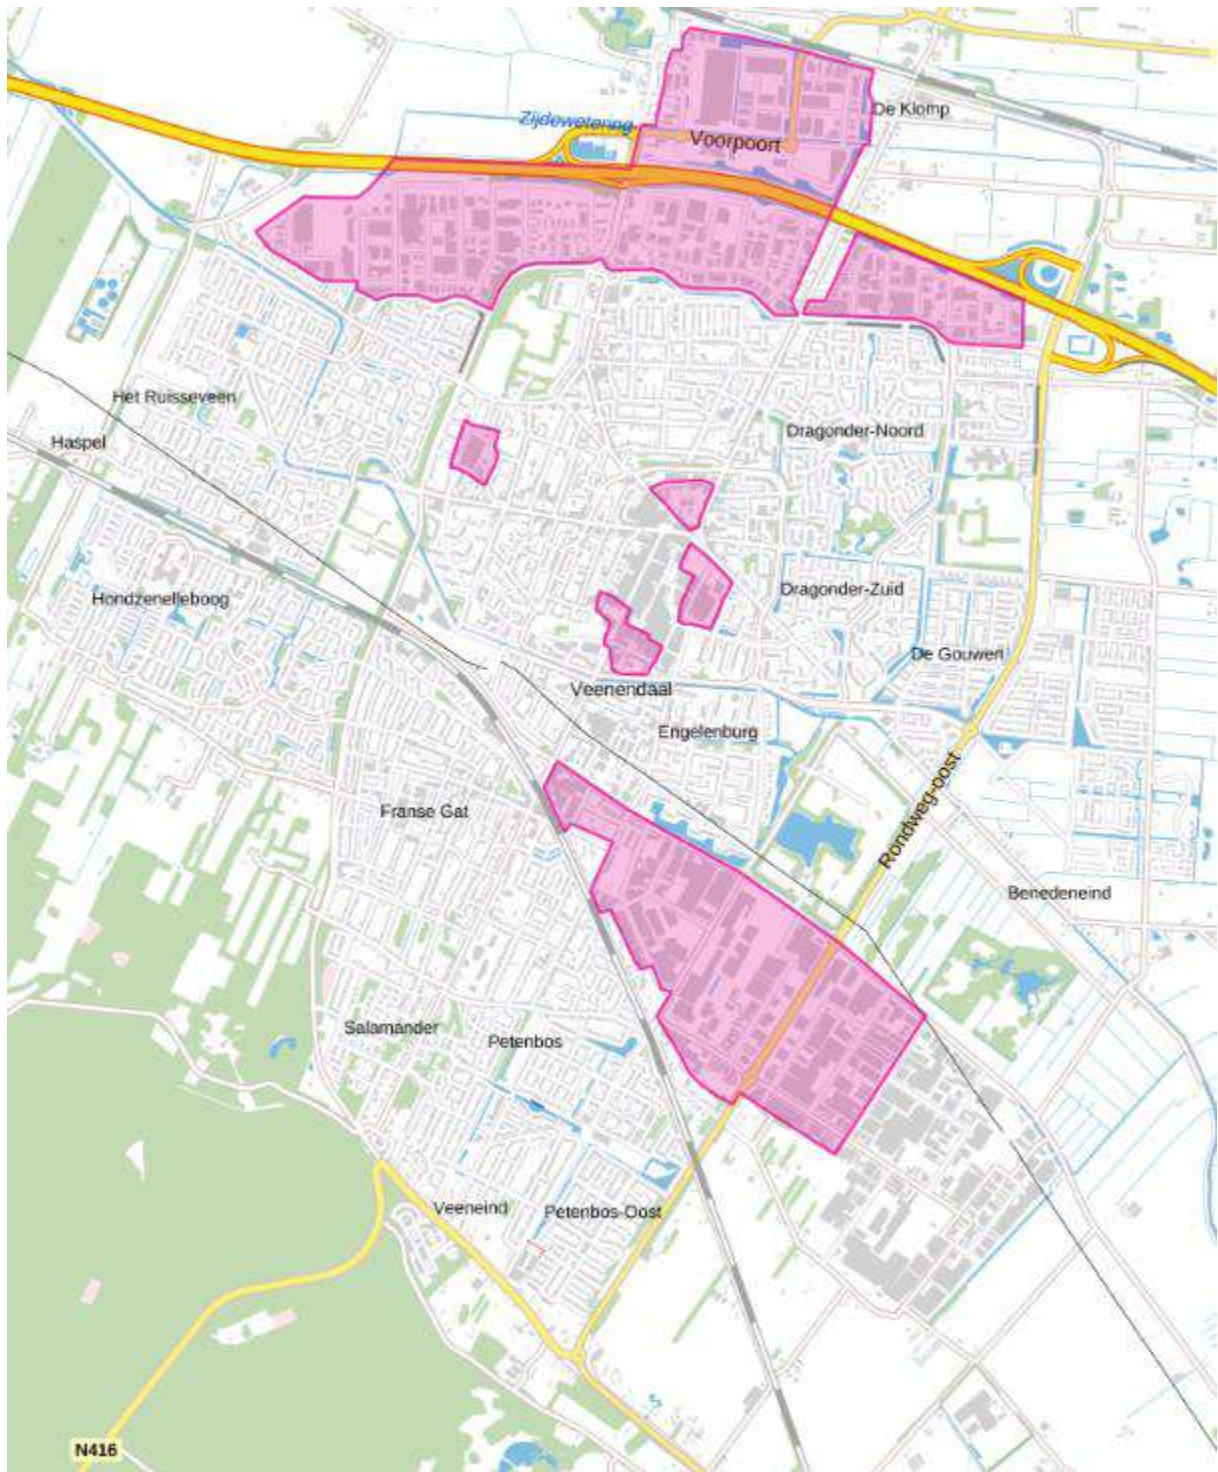 De Klomp
Zijdewetering
Voorpoort
Het Ruisseveen
Dragonder-Noord
Haspel
Dragonder-Zuid
Hondzenelleboog
De Gouwen
Veenendaal
Engelenburg
Rondweg-oost
Franse Gat
Benedeneind
Salamander
Petenbos
Veeneind
Petenbos-Oost
N416